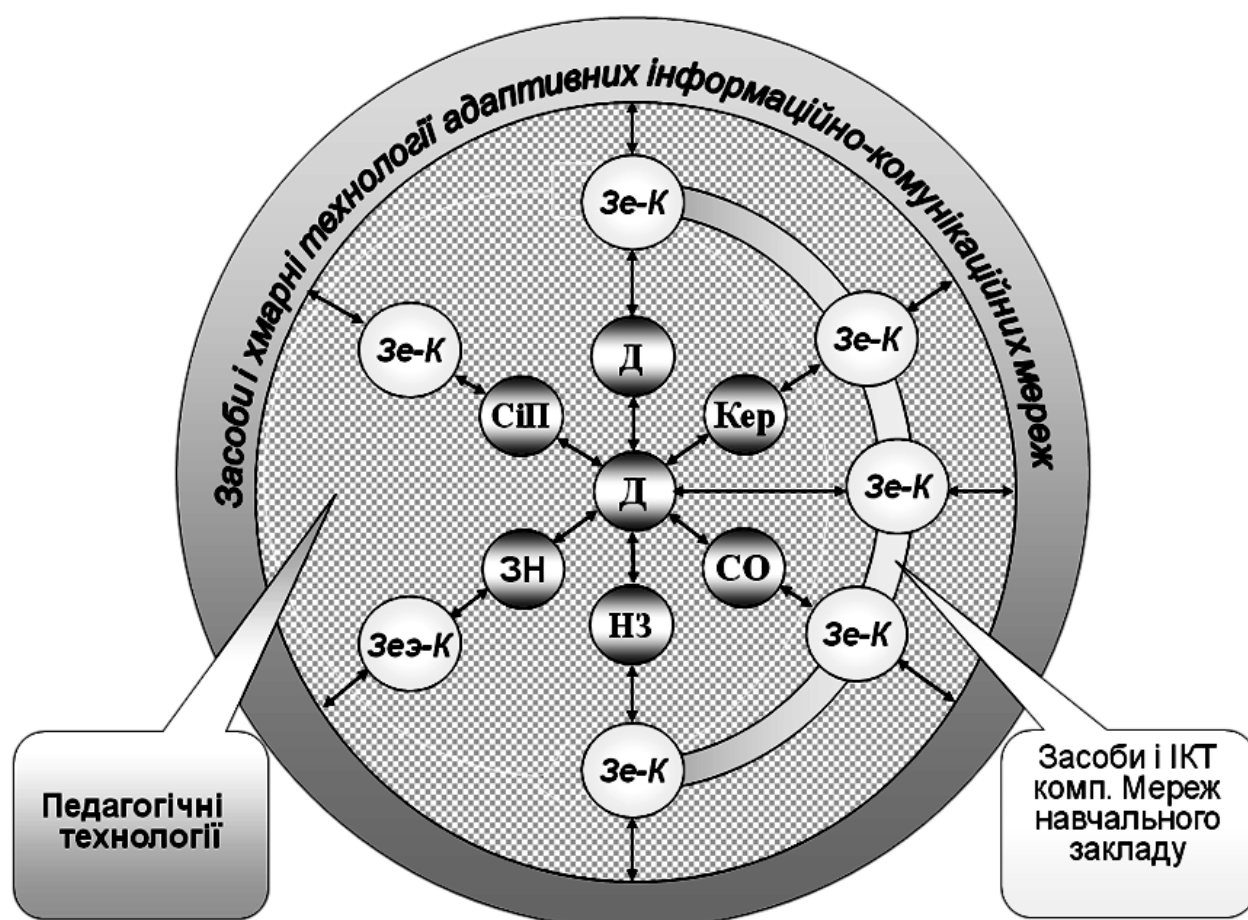 Засоби і хмарні технології адаптивних інформаційно-комунікаційних мереж
Зе-К
Зе-К
Зе-К
Д
СіП
Кер
Д
Зе-К
ЗН
СО
НЗ
Зеэ-К
Зе-К
Зе-К
Педагогічні
технології
Засоби і ІКТ
комп. Мереж
навчального
закладу